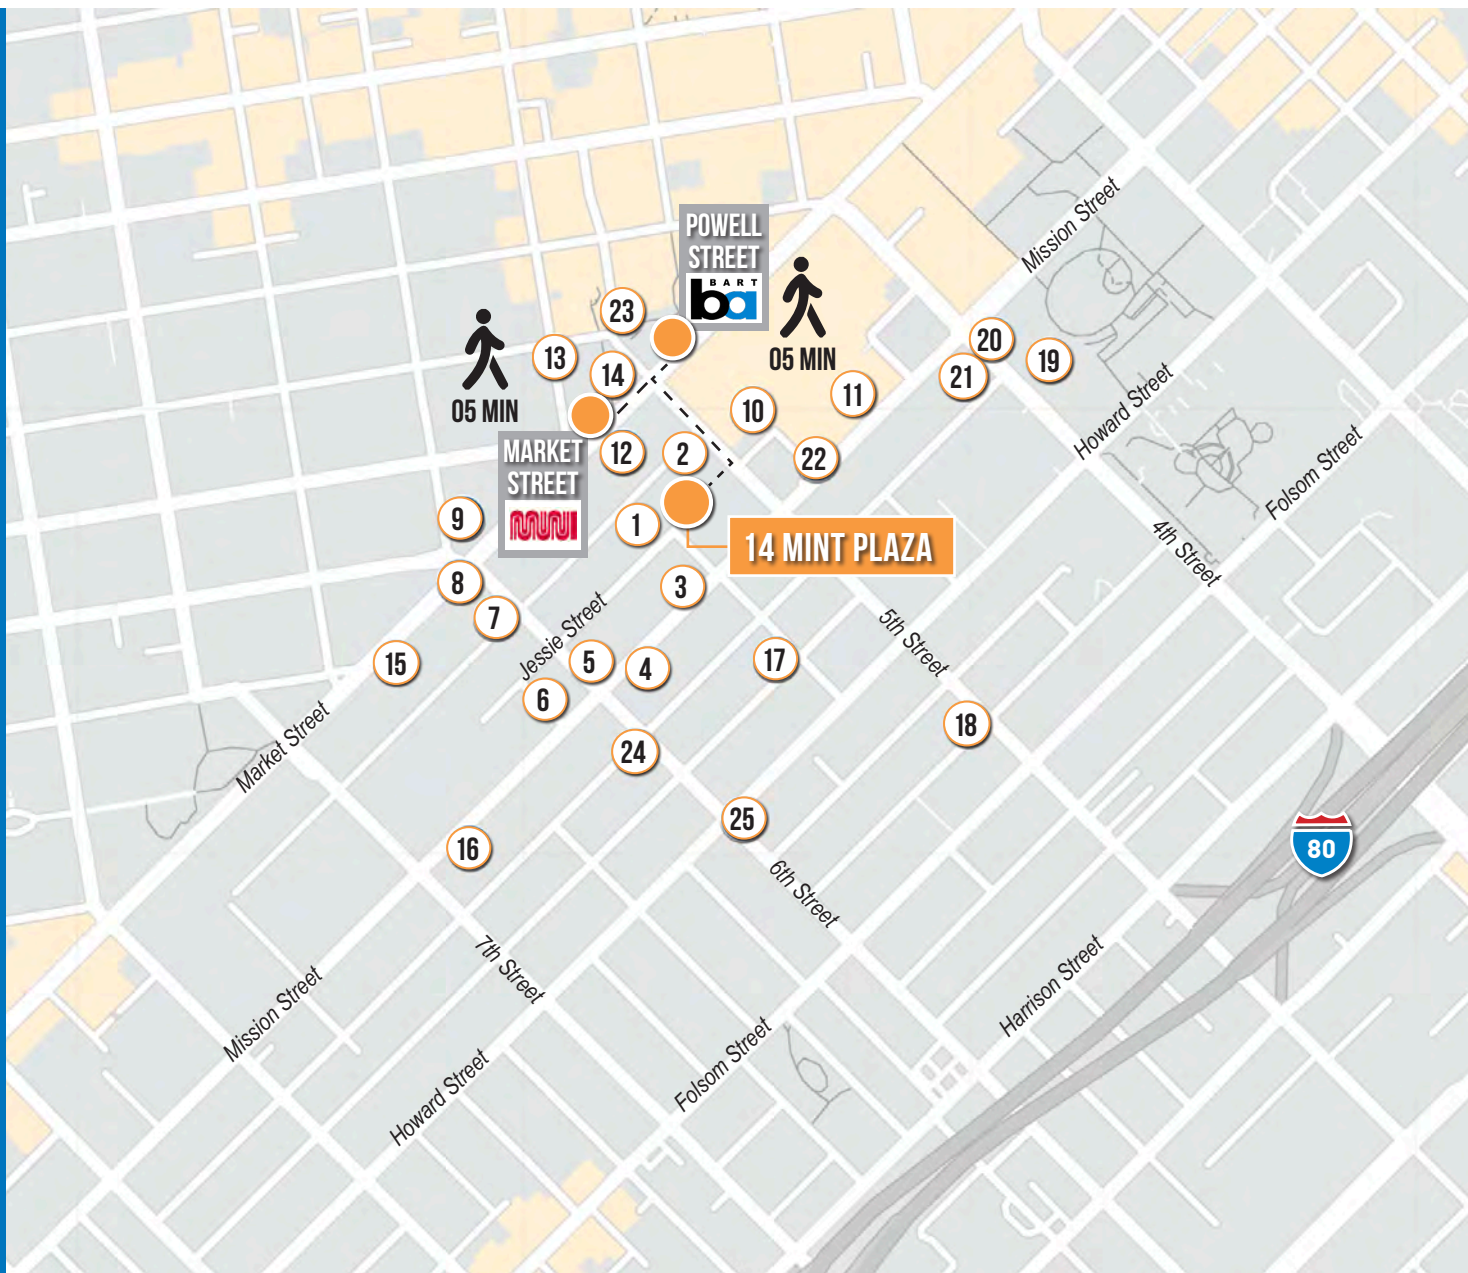 POWELL
STREET
BART
ba
23
13
14
05 MIN
05 MIN
20
19
21
11
10
Mission Street
Howard Street
Folsom Street
4th Street
MARKET
STREET
MUNI
12
2
22
9
1
14 MINT PLAZA
8
3
7
Jessie Street
5th Street
15
5
4
17
6
18
Market Street
24
25
80
16
6th Street
7th Street
Harrison Street
Mission Street
Folsom Street
Howard Street